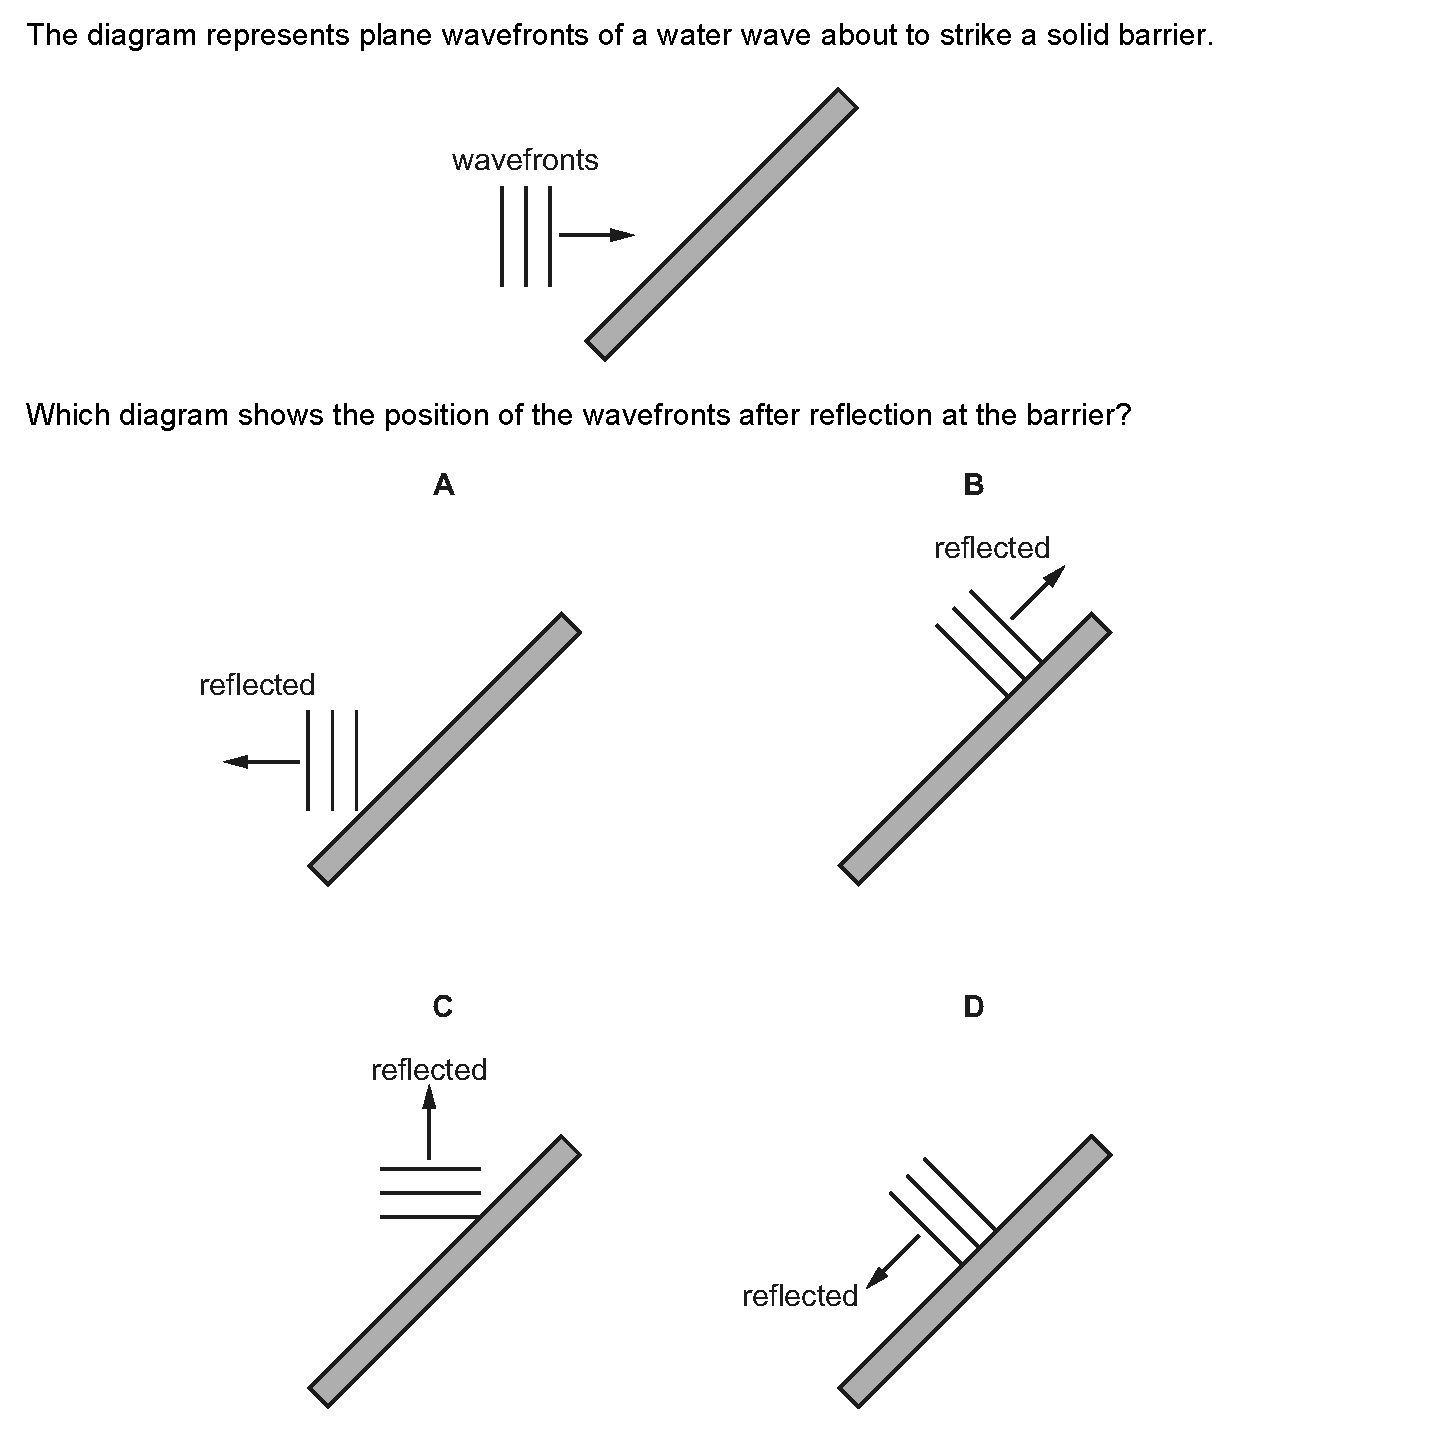 The diagram represents plane wavefronts of a water wave about to strike a solid barrier.
wavefronts
Which diagram shows the position of the wavefronts after reflection at the barrier?
A
B
reflected
reflected
C
D
reflected
reflected